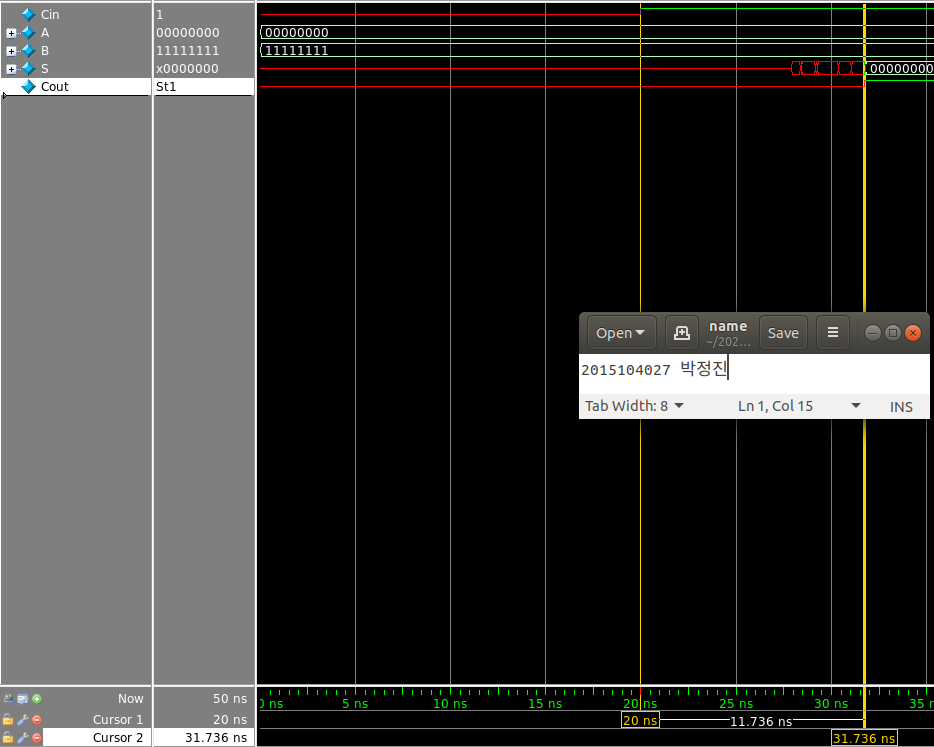 Cin 1
A 00000000 00000000
B 11111111 11111111
S x0000000 00000000
Cout St1
Open name Save
~/202...
2015104027 박정진
Tab Width: 8 Ln 1, Col 15 INS
Now 50 ns 0 ns 5 ns 10 ns 15 ns 20 ns 25 ns 30 ns 35 n
Cursor 1 20 ns 20 ns 11.736 ns
Cursor 2 31.736 ns 31.736 ns